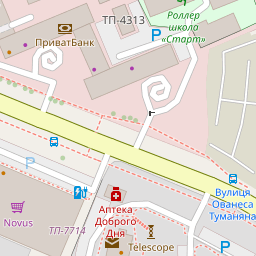 ТП-4313
Роллер
школа
«Старт»
P
ПриватБанк
P
Вулиця
Ованеса
Туманяна
Аптека
Доброго
Дня
Novus
ТП-7714
Telescope
P